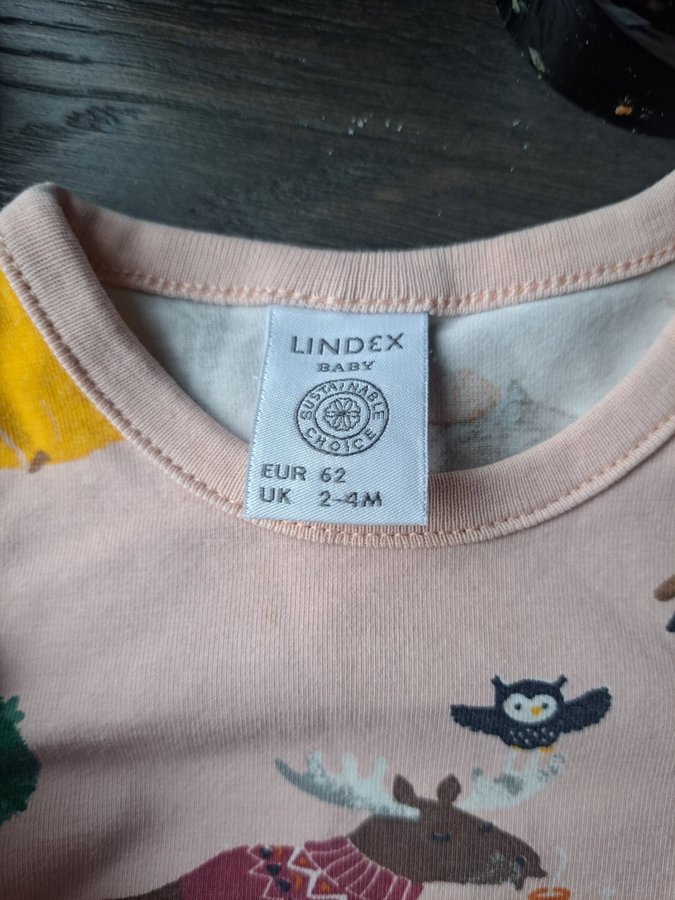 LINDEX
BABY
SUSTAINABLE
CHOICE
EUR 62
UK 2-4M